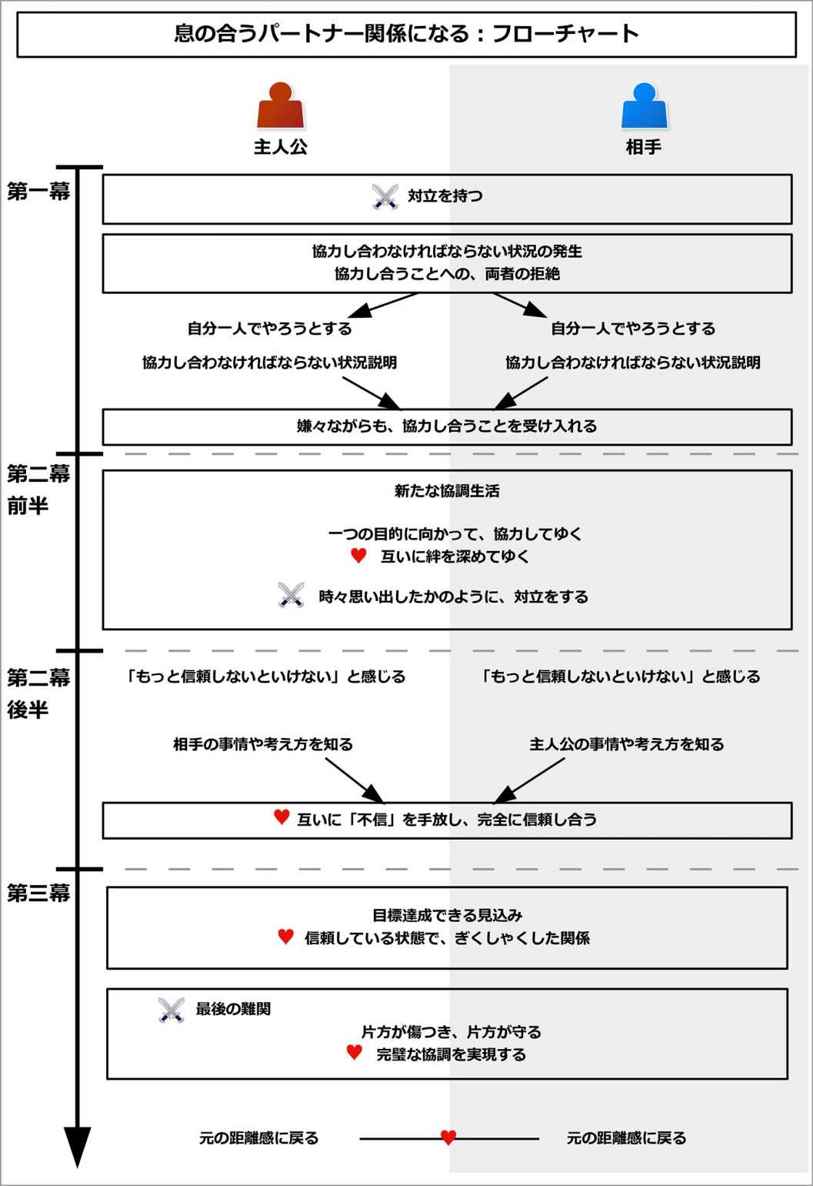 息の合うパートナー関係になる：フローチャート
主人公
相手
第一幕
対立を持つ
協力し合わなければならない状況の発生
協力し合うことへの、両者の拒絶
自分一人でやろうとする
自分一人でやろうとする
協力し合わなければならない状況説明
協力し合わなければならない状況説明
嫌々ながらも、協力し合うことを受け入れる
第二幕
前半
新たな協調生活
一つの目的に向かって、協力してゆく
互いに絆を深めてゆく
時々思い出したかのように、対立をする
第二幕
後半
「もっと信頼しないといけない」と感じる
「もっと信頼しないといけない」と感じる
相手の事情や考え方を知る
主人公の事情や考え方を知る
互いに「不信」を手放し、完全に信頼し合う
第三幕
目標達成できる見込み
信頼している状態で、ぎくしゃくした関係
最後の難関
片方が傷つき、片方が守る
完璧な協調を実現する
元の距離感に戻る
元の距離感に戻る